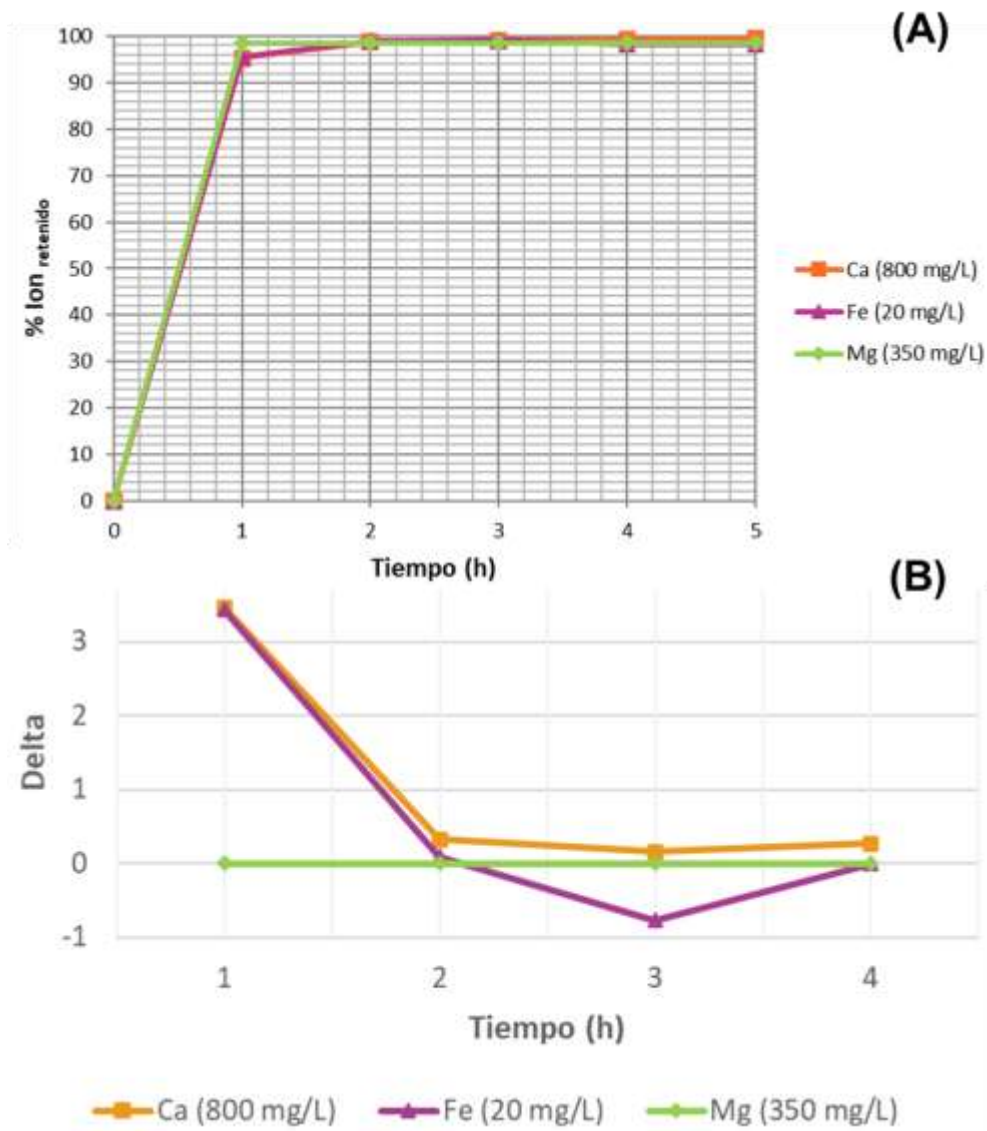 (A)
100
90
80
70
60
50
40
30
20
10
0
% Ion retenido
0 1 2 3 4 5
Tiempo (h)
Ca (800 mg/L)
Fe (20 mg/L)
Mg (350 mg/L)
(B)
3
2
1
0
-1
Delta
1 2 3 4
Tiempo (h)
Ca (800 mg/L) Fe (20 mg/L) Mg (350 mg/L)